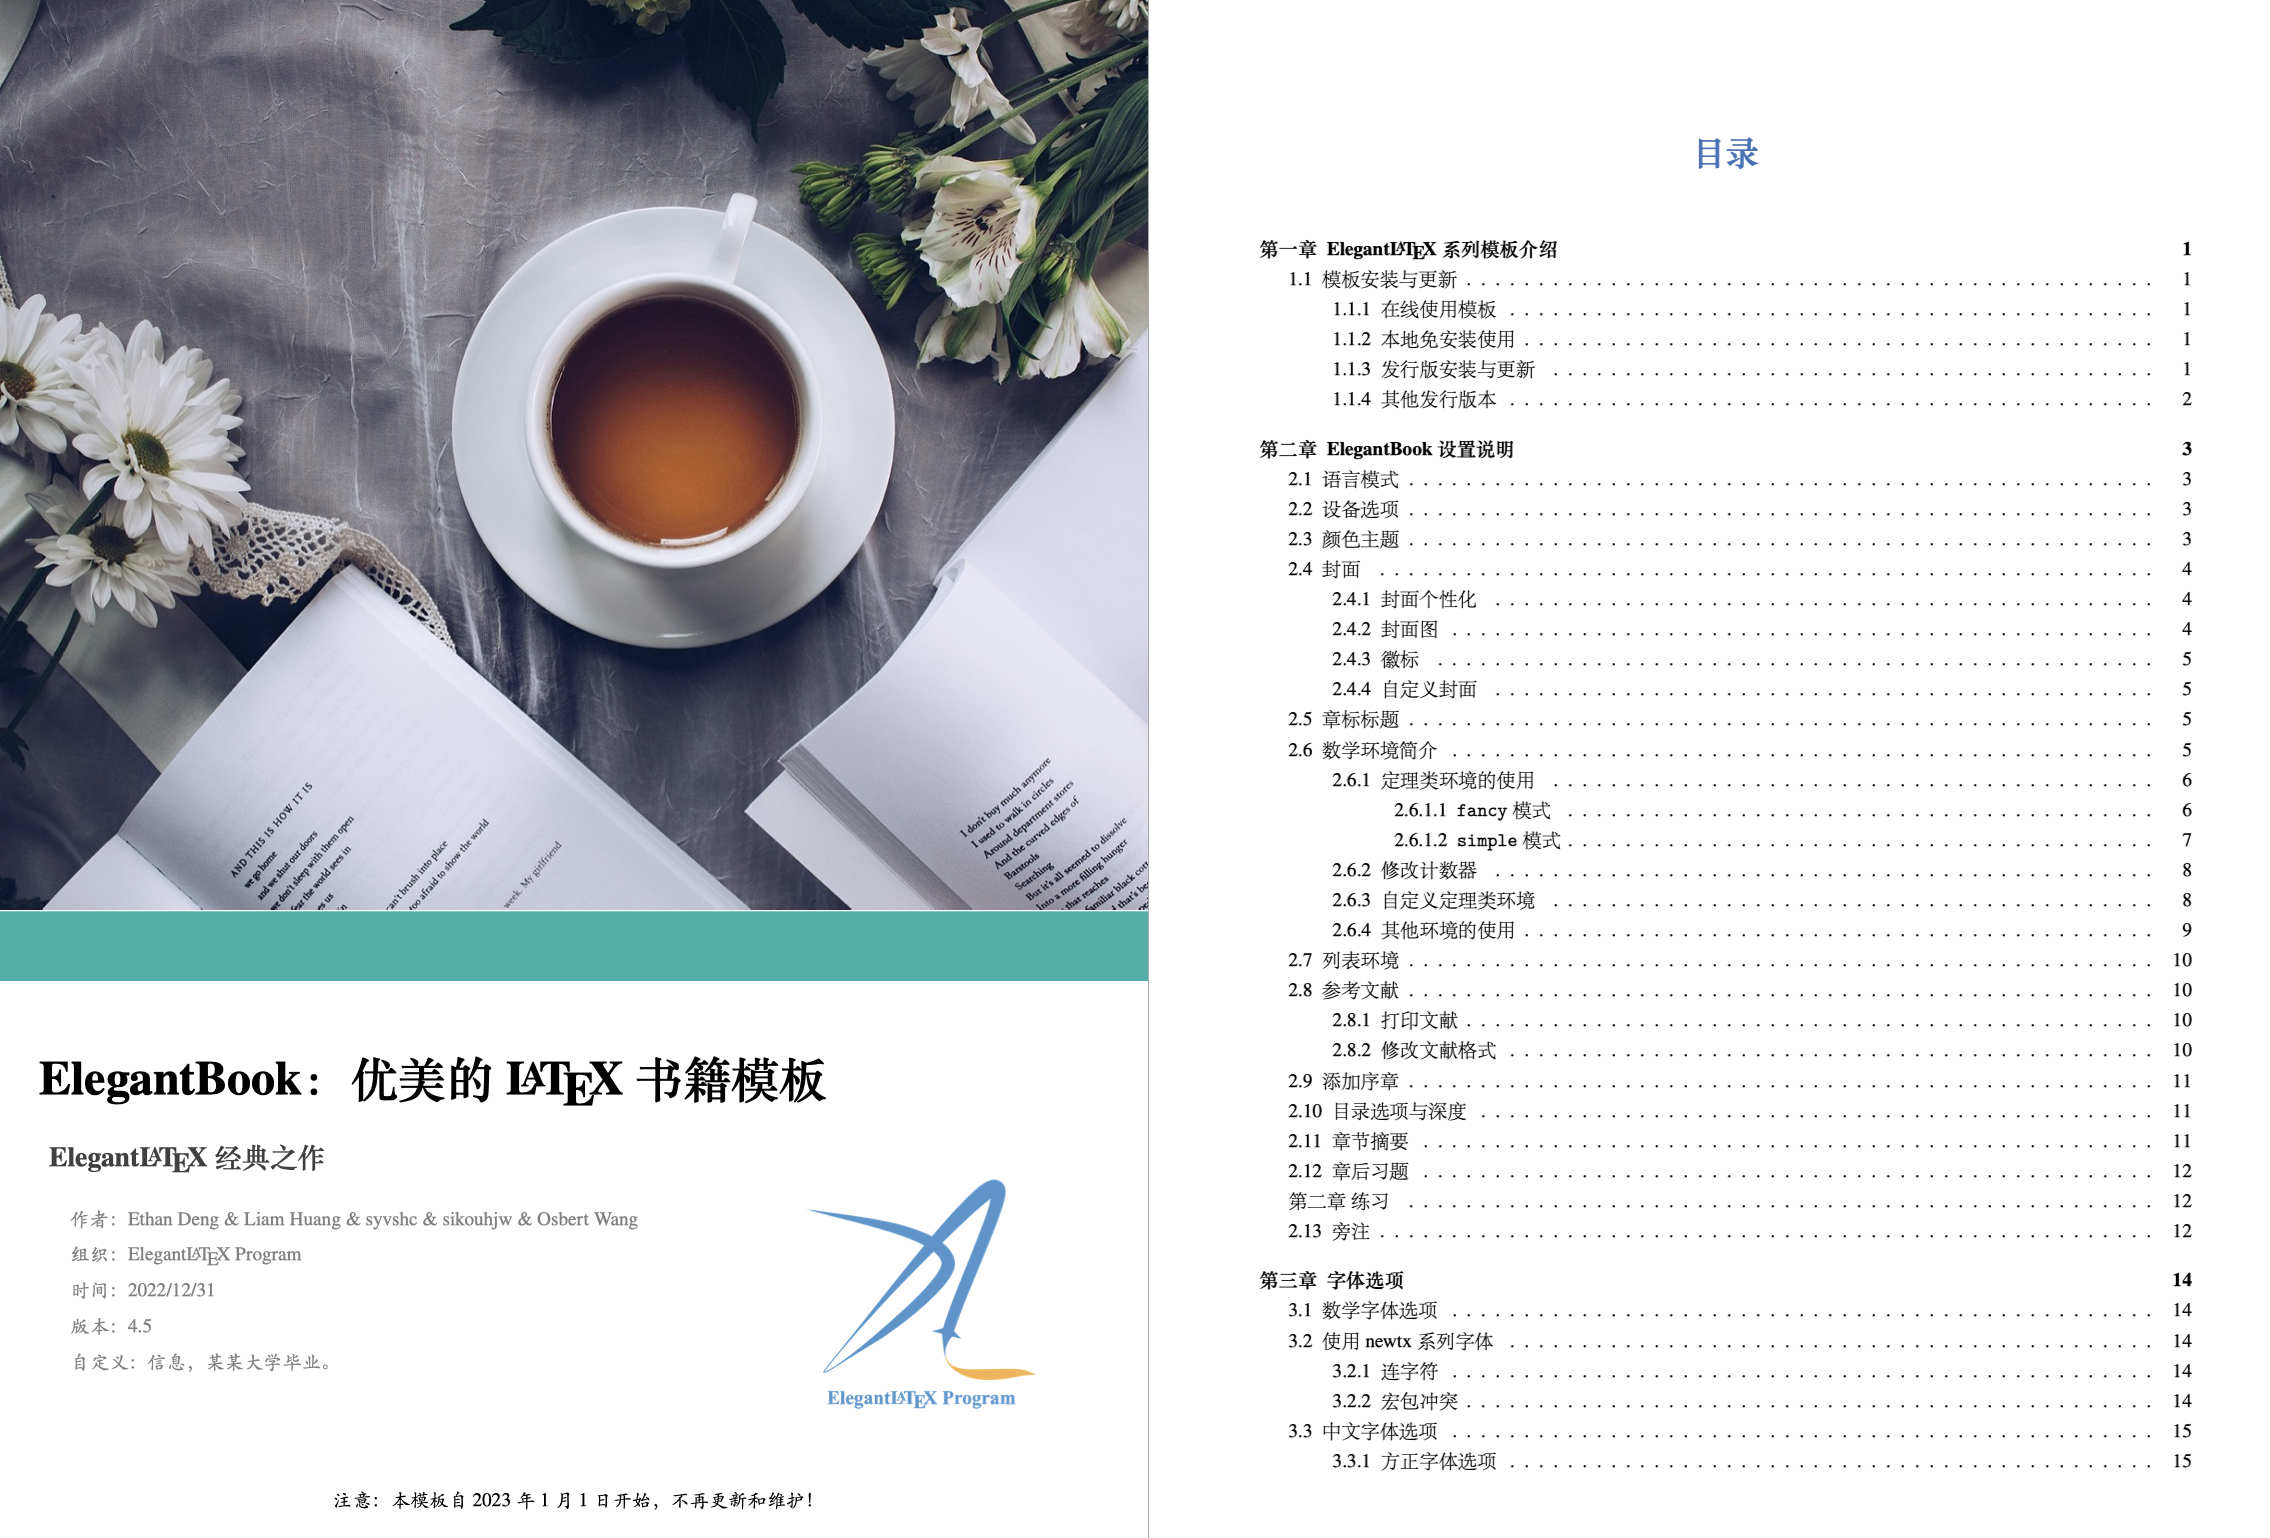 AND THIS IS HOW IT IS
we go home
and we shut our doors
we don't sleep with them open
fear the world sees in
es us
in
can't brush into place
too afraid to show the world
week. My girlfriend
I don't buy much anymore
I used to walk in circles
Around department stores
And the curved edges of
Barstools
Searching
But it's all seemed to dissolve
Into a more filling hunger
that reaches
familiar black
ElegantBook：优美的 LATEX 书籍模板
ElegantLATEX 经典之作
作者：Ethan Deng & Liam Huang & syvshc & sikouhjw & Osbert Wang
组织：ElegantLATEX Program
时间：2022/12/31
版本：4.5
自定义：信息，某某大学毕业。
ElegantLATEX Program
注意：本模板自 2023 年 1 月 1 日开始，不再更新和维护！
目录
第一章 ElegantLATEX 系列模板介绍 1
1.1 模板安装与更新 1
1.1.1 在线使用模板 1
1.1.2 本地免安装使用 1
1.1.3 发行版安装与更新 1
1.1.4 其他发行版本 2
第二章 ElegantBook 设置说明 3
2.1 语言模式 3
2.2 设备选项 3
2.3 颜色主题 3
2.4 封面 4
2.4.1 封面个性化 4
2.4.2 封面图 4
2.4.3 徽标 5
2.4.4 自定义封面 5
2.5 章标标题 5
2.6 数学环境简介 5
2.6.1 定理类环境的使用 6
2.6.1.1 fancy 模式 6
2.6.1.2 simple 模式 7
2.6.2 修改计数器 8
2.6.3 自定义定理类环境 8
2.6.4 其他环境的使用 9
2.7 列表环境 10
2.8 参考文献 10
2.8.1 打印文献 10
2.8.2 修改文献格式 10
2.9 添加序章 11
2.10 目录选项与深度 11
2.11 章节摘要 11
2.12 章后习题 12
第二章 练习 12
2.13 旁注 12
第三章 字体选项 14
3.1 数学字体选项 14
3.2 使用 newtx 系列字体 14
3.2.1 连字符 14
3.2.2 宏包冲突 14
3.3 中文字体选项 15
3.3.1 方正字体选项 15